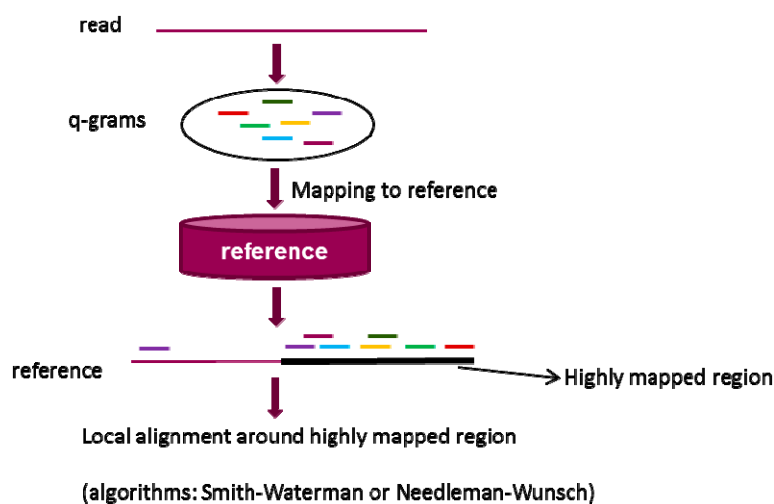 read
q-grams
Mapping to reference
reference
reference
Highly mapped region
Local alignment around highly mapped region
(algorithms: Smith-Waterman or Needleman-Wunsch)